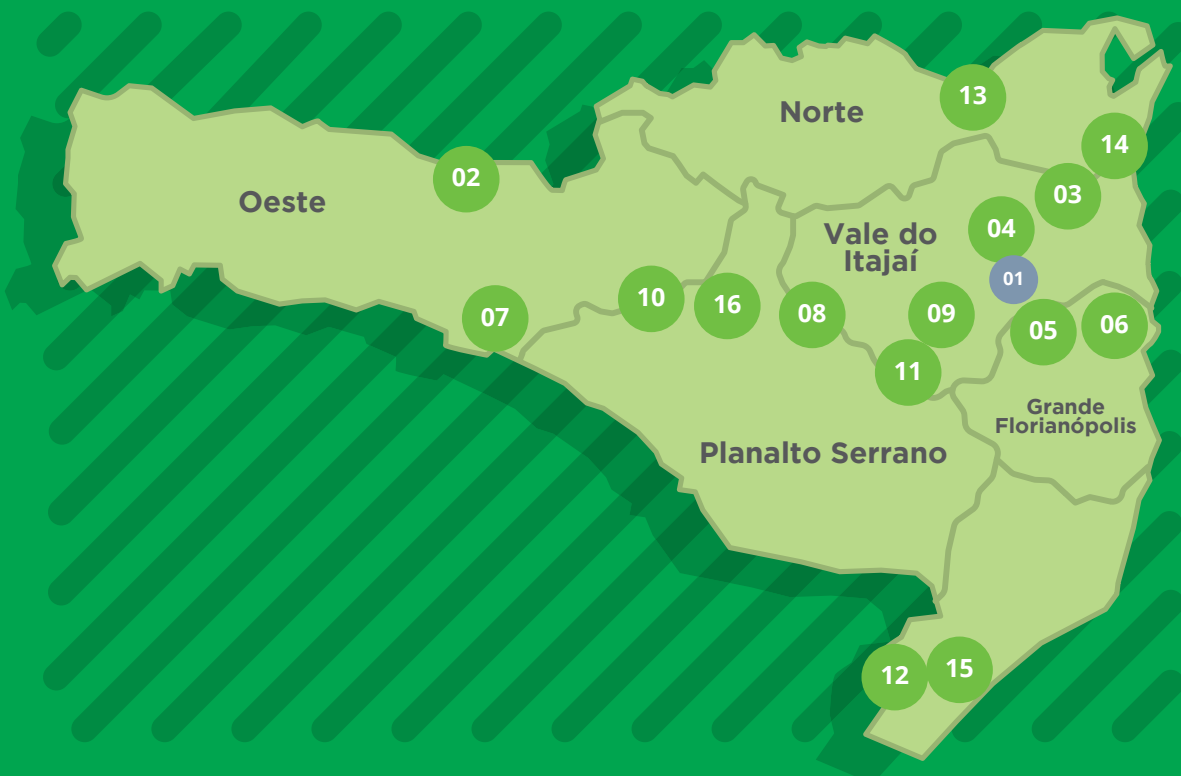 13
Norte
14
02
03
Oeste
04
Vale do
Itajaí
01
10
16
08
09
07
05
06
11
Grande
Florianópolis
Planalto Serrano
12
15